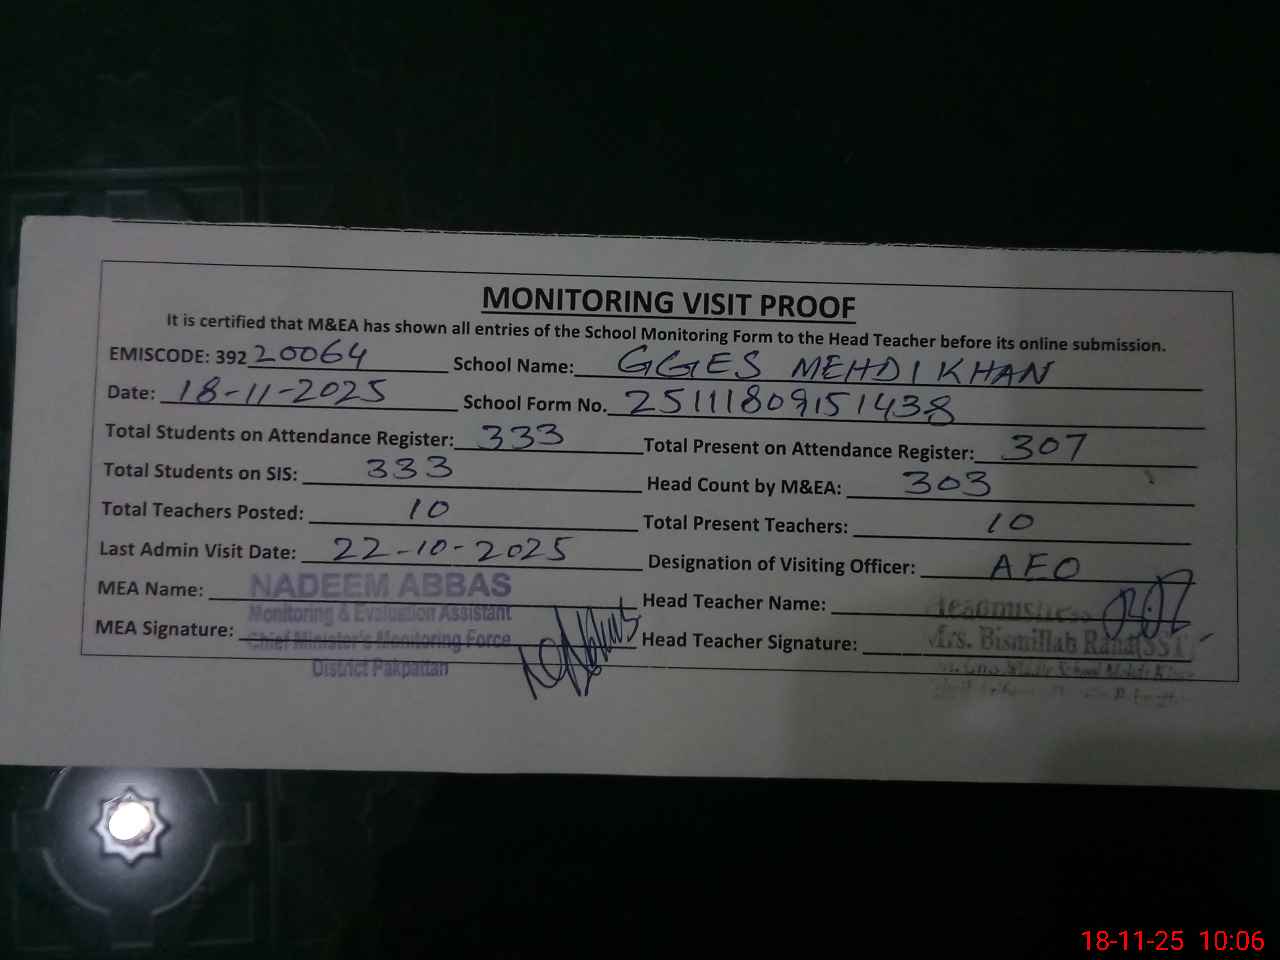 MONITORING VISIT PROOF
It is certified that M&EA has shown all entries of the School Monitoring Form to the Head Teacher before its online submission.
EMISCODE: 39220064 School Name: GGES MEHDI KHAN
Date: 18-11-2025 School Form No. 25111809151438
Total Students on Attendance Register: 333 Total Present on Attendance Register: 307
Total Students on SIS: 333 Head Count by M&EA: 303
Total Teachers Posted: 10 Total Present Teachers: 10
Last Admin Visit Date: 22-10-2025 Designation of Visiting Officer: AEO
MEA Name: NADEEM ABBAS Head Teacher Name: Headmistress
Monitoring & Evaluation Assistant
MEA Signature: Chief Minister's Monitoring Force Head Teacher Signature: Mrs. Bismillah Rana(SST)
District Pakpattan
18-11-25 10:06